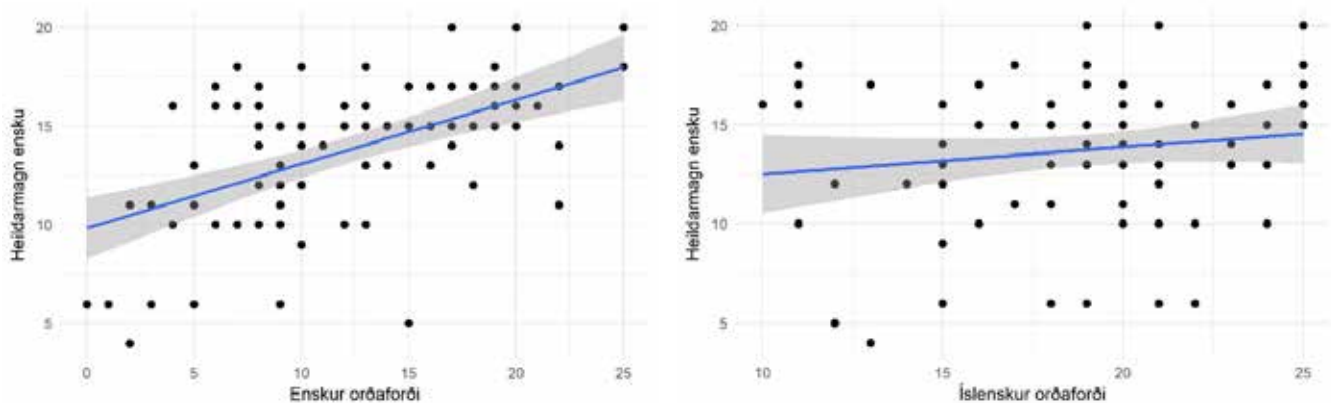 Heildarmagn ensku
20
15
10
5
0 5 10 15 20 25
Enskur orðaforði
Heildarmagn ensku
20
15
10
5
10 15 20 25
Íslenskur orðaforði